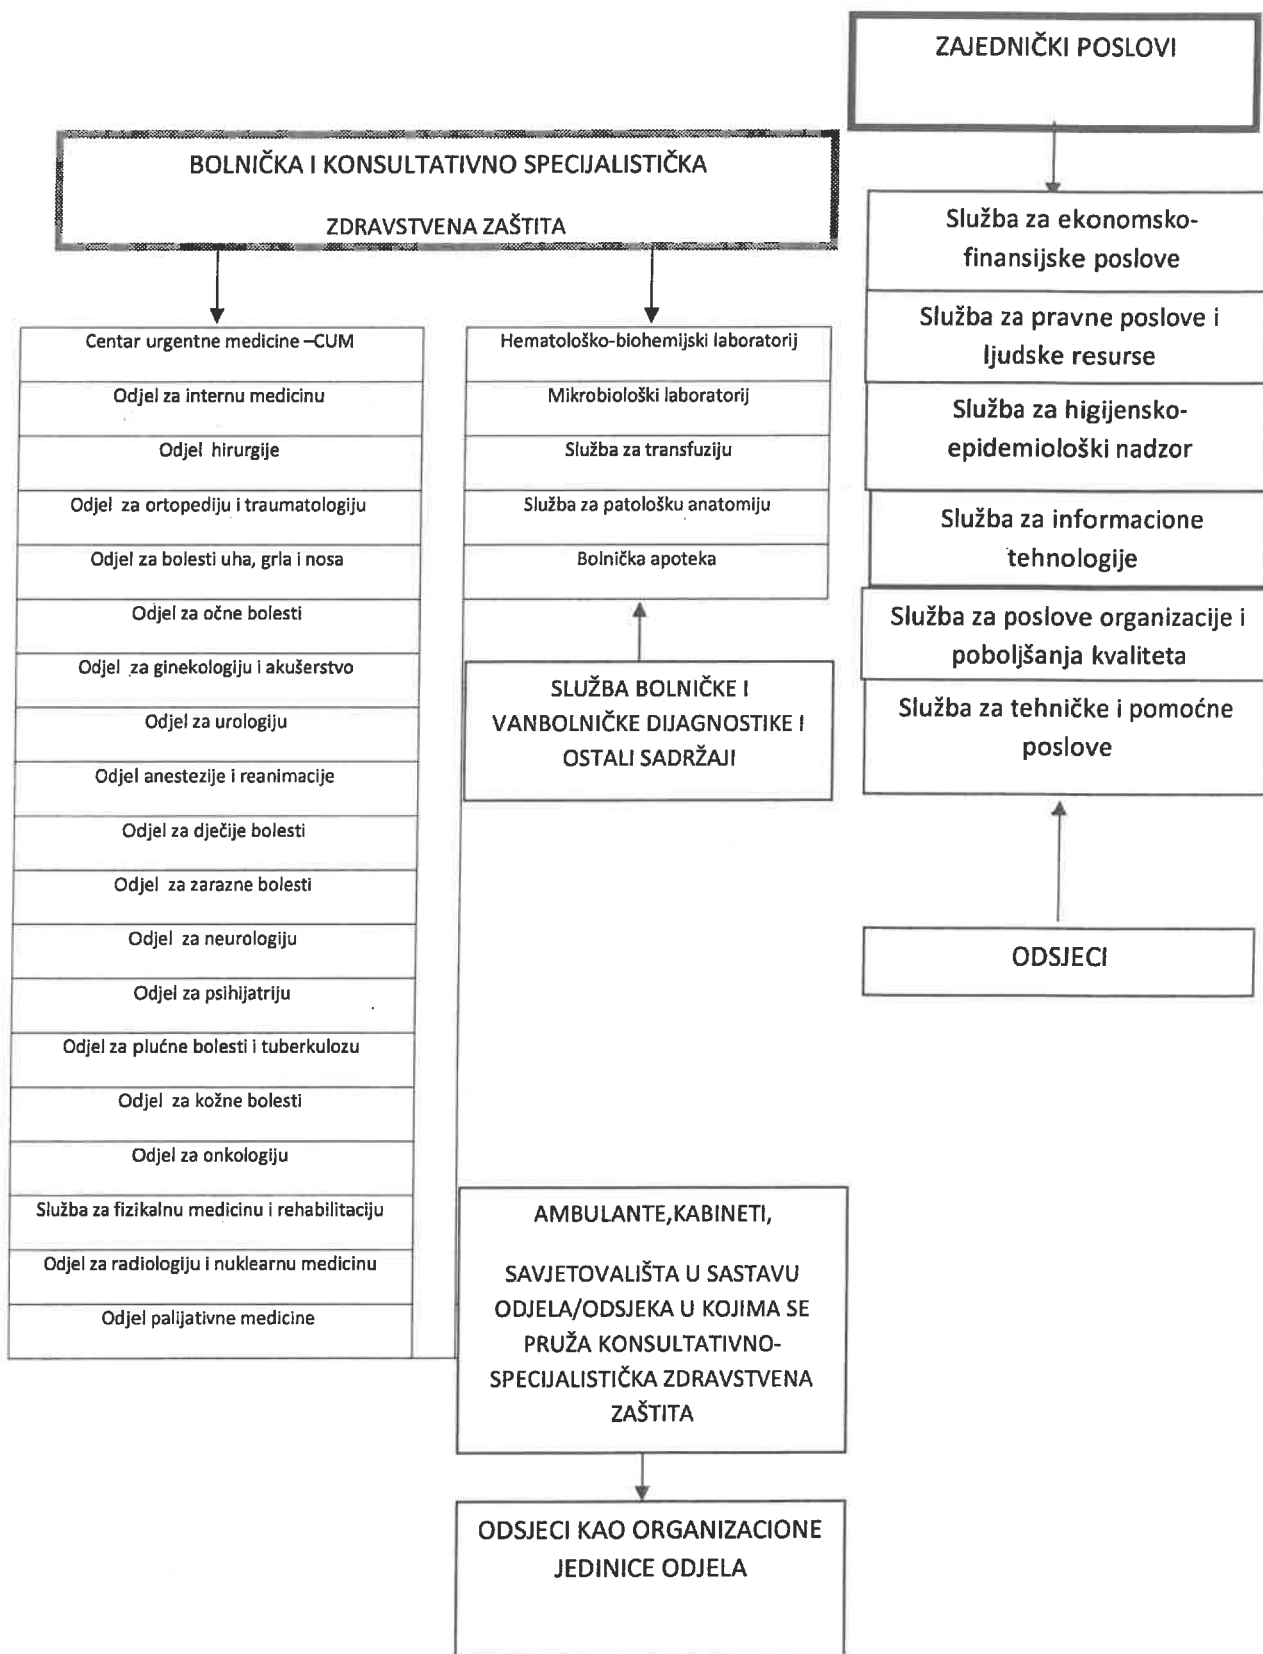 ZAJEDNIČKI POSLOVI
BOLNIČKA I KONSULTATIVNO SPECIJALISTIČKA
ZDRAVSTVENA ZAŠTITA
Centar urgentne medicine –CUM
Odjel za internu medicinu
Odjel hirurgije
Odjel za ortopediju i traumatologiju
Odjel za bolesti uha, grla i nosa
Odjel za očne bolesti
Odjel za ginekologiju i akušerstvo
Odjel za urologiju
Odjel anestezije i reanimacije
Odjel za dječije bolesti
Odjel za zarazne bolesti
Odjel za neurologiju
Odjel za psihijatriju
Odjel za plućne bolesti i tuberkulozu
Odjel za kožne bolesti
Odjel za onkologiju
Služba za fizikalnu medicinu i rehabilitaciju
Odjel za radiologiju i nuklearnu medicinu
Odjel palijativne medicine
Hematološko-biohemijski laboratorij
Mikrobiološki laboratorij
Služba za transfuziju
Služba za patološku anatomiju
Bolnička apoteka
SLUŽBA BOLNIČKE I
VANBOLNIČKE DIJAGNOSTIKE I
OSTALI SADRŽAJI
AMBULANTE,KABINETI,
SAVJETOVALIŠTA U SASTAVU
ODJELA/ODSJEKA U KOJIMA SE
PRUŽA KONSULTATIVNO-
SPECIJALISTIČKA ZDRAVSTVENA
ZAŠTITA
ODSJECI KAO ORGANIZACIONE
JEDINICE ODJELA
Služba za ekonomsko-
finansijske poslove
Služba za pravne poslove i
ljudske resurse
Služba za higijensko-
epidemiološki nadzor
Služba za informacione
tehnologije
Služba za poslove organizacije i
poboljšanja kvaliteta
Služba za tehničke i pomoćne
poslove
ODSJECI